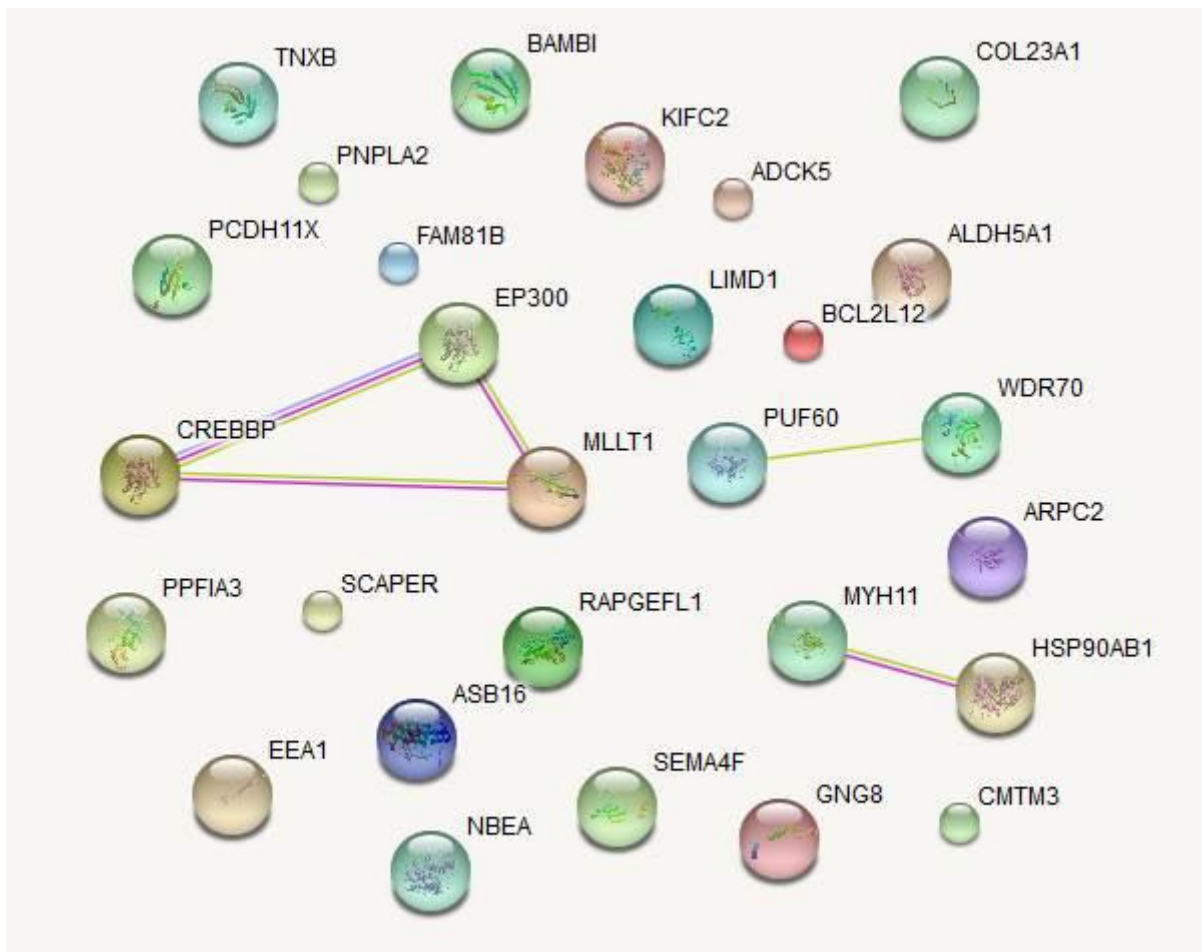 TNXB
BAMBI
COL23A1
KIFC2
PNPLA2
ADCK5
PCDH11X
FAM81B
ALDH5A1
LIMD1
EP300
BCL2L12
WDR70
PUF60
CREBBP
MLLT1
ARPC2
PPFIA3
SCAPER
RAPGEFL1
MYH11
HSP90AB1
ASB16
EEA1
SEMA4F
GNG8
CMTM3
NBEA